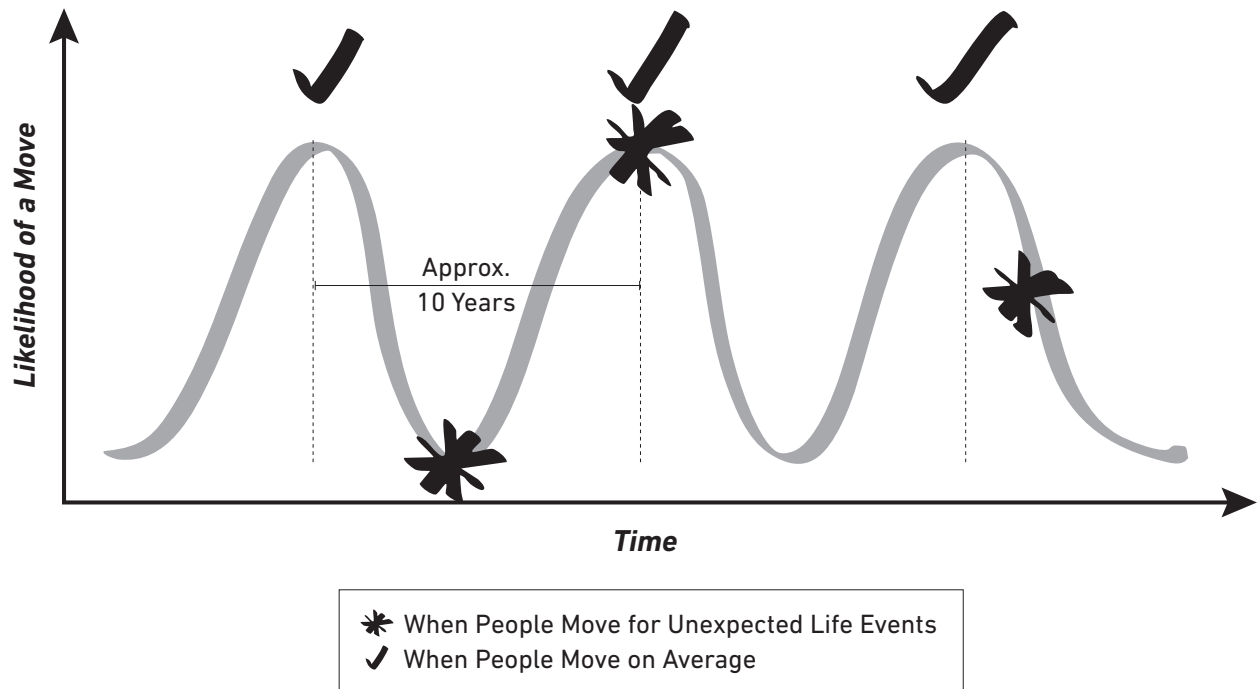 Likelihood of a Move
Approx.
10 Years
Time
When People Move for Unexpected Life Events
When People Move on Average